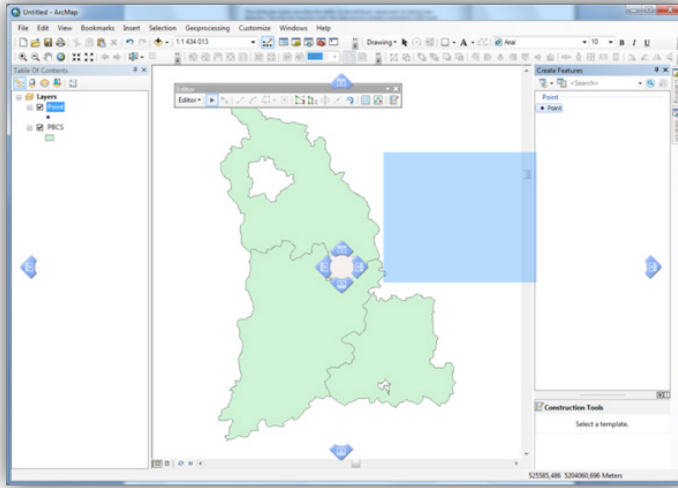 Untitled - ArcMap
File Edit View Bookmarks Insert Selection Geoprocessing Customize Windows Help
1:1 434 013
Drawing
Arial
10
B I U
Table Of Contents
Editor
Editor
Create Features
<Search>
Layers
Point
PBCS
Point
Point
Construction Tools
Select a template.
525585,486 5204060,696 Meters